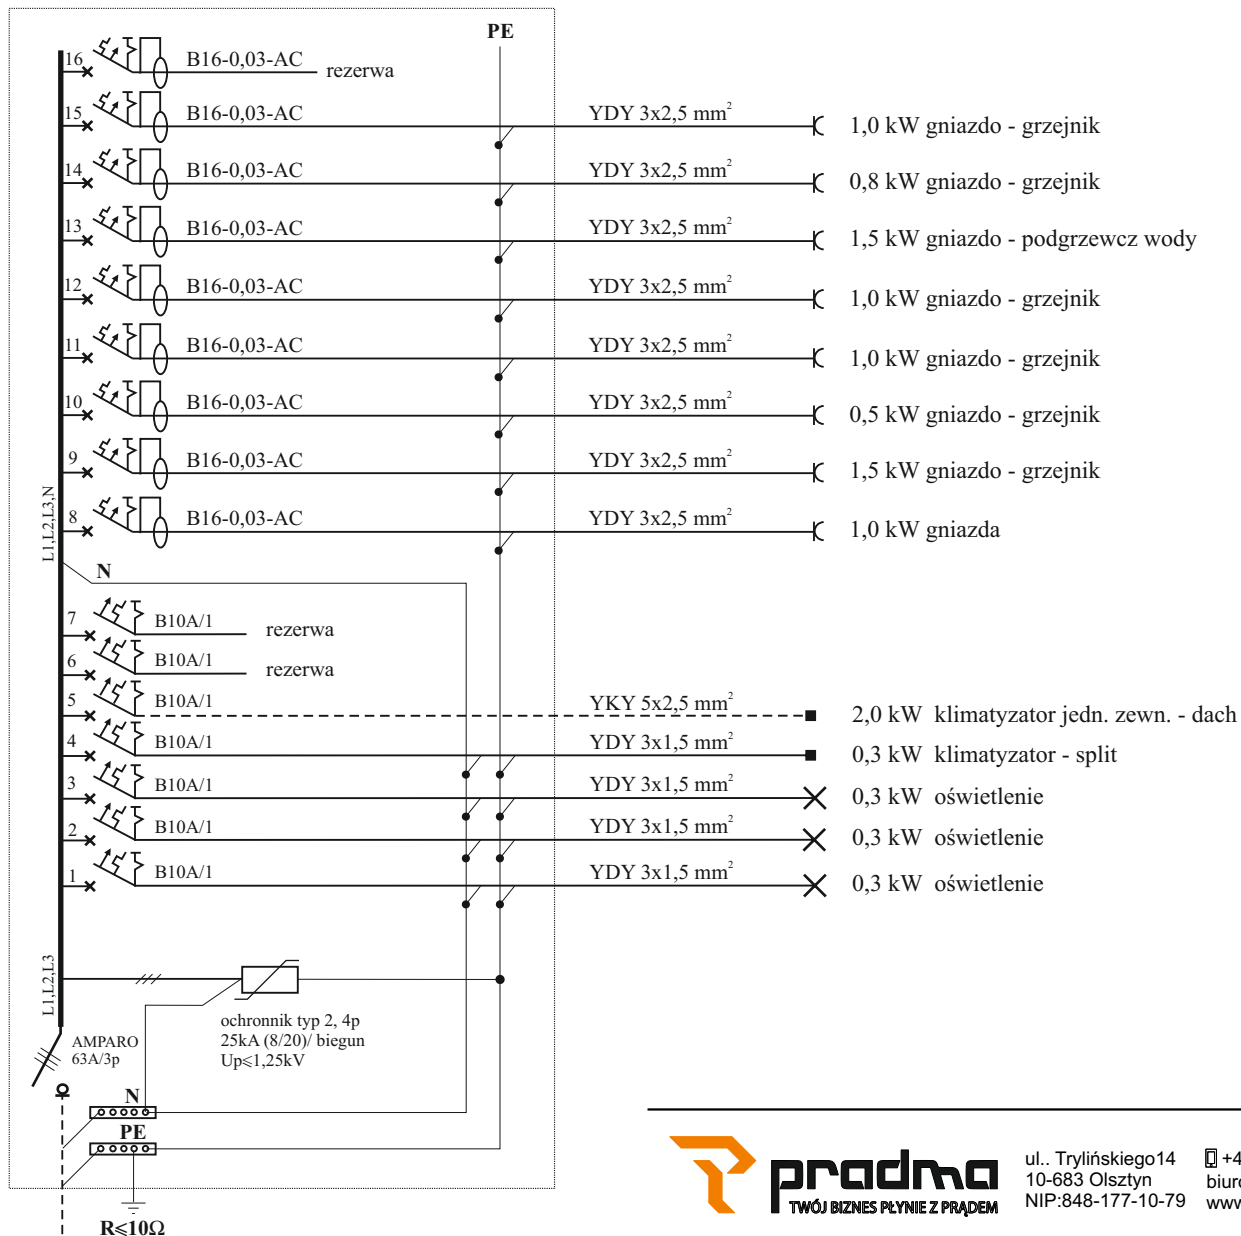 PE
16 B16-0,03-AC rezerwa
15 B16-0,03-AC YDY 3x2,5 mm² 1,0 kW gniazdo - grzejnik
14 B16-0,03-AC YDY 3x2,5 mm² 0,8 kW gniazdo - grzejnik
13 B16-0,03-AC YDY 3x2,5 mm² 1,5 kW gniazdo - podgrzewcz wody
12 B16-0,03-AC YDY 3x2,5 mm² 1,0 kW gniazdo - grzejnik
11 B16-0,03-AC YDY 3x2,5 mm² 1,0 kW gniazdo - grzejnik
10 B16-0,03-AC YDY 3x2,5 mm² 0,5 kW gniazdo - grzejnik
9 B16-0,03-AC YDY 3x2,5 mm² 1,5 kW gniazdo - grzejnik
8 B16-0,03-AC YDY 3x2,5 mm² 1,0 kW gniazda
L1,L2,L3,N
N
7 B10A/1 rezerwa
6 B10A/1 rezerwa
5 B10A/1 YKY 5x2,5 mm² 2,0 kW klimatyzator jedn. zewn. - dach
4 B10A/1 YDY 3x1,5 mm² 0,3 kW klimatyzator - split
3 B10A/1 YDY 3x1,5 mm² 0,3 kW oświetlenie
2 B10A/1 YDY 3x1,5 mm² 0,3 kW oświetlenie
1 B10A/1 YDY 3x1,5 mm² 0,3 kW oświetlenie
L1,L2,L3
ochronnik typ 2, 4p
25kA (8/20)/ biegun
Up⩽1,25kV
AMPARO
63A/3p
N
PE
R⩽10Ω
pradma
TWÓJ BIZNES PŁYNIE Z PRĄDEM
ul.. Trylińskiego14
10-683 Olsztyn
NIP:848-177-10-79
+4
biuro
www